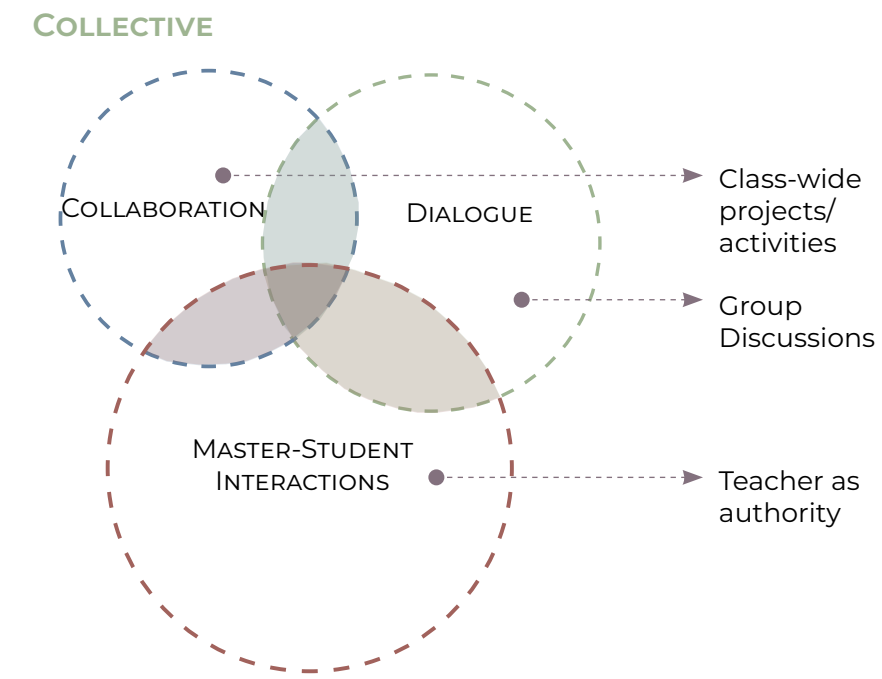 Collective
Collaboration
Dialogue
Class-wide
projects/
activities
Group
Discussions
Master-Student
Interactions
Teacher as
authority